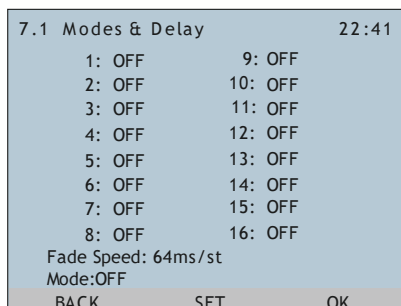 7.1 Modes & Delay 22:41
1: OFF 9: OFF
2: OFF 10: OFF
3: OFF 11: OFF
4: OFF 12: OFF
5: OFF 13: OFF
6: OFF 14: OFF
7: OFF 15: OFF
8: OFF 16: OFF
Fade Speed: 64ms/st
Mode:OFF
BACK SET OK